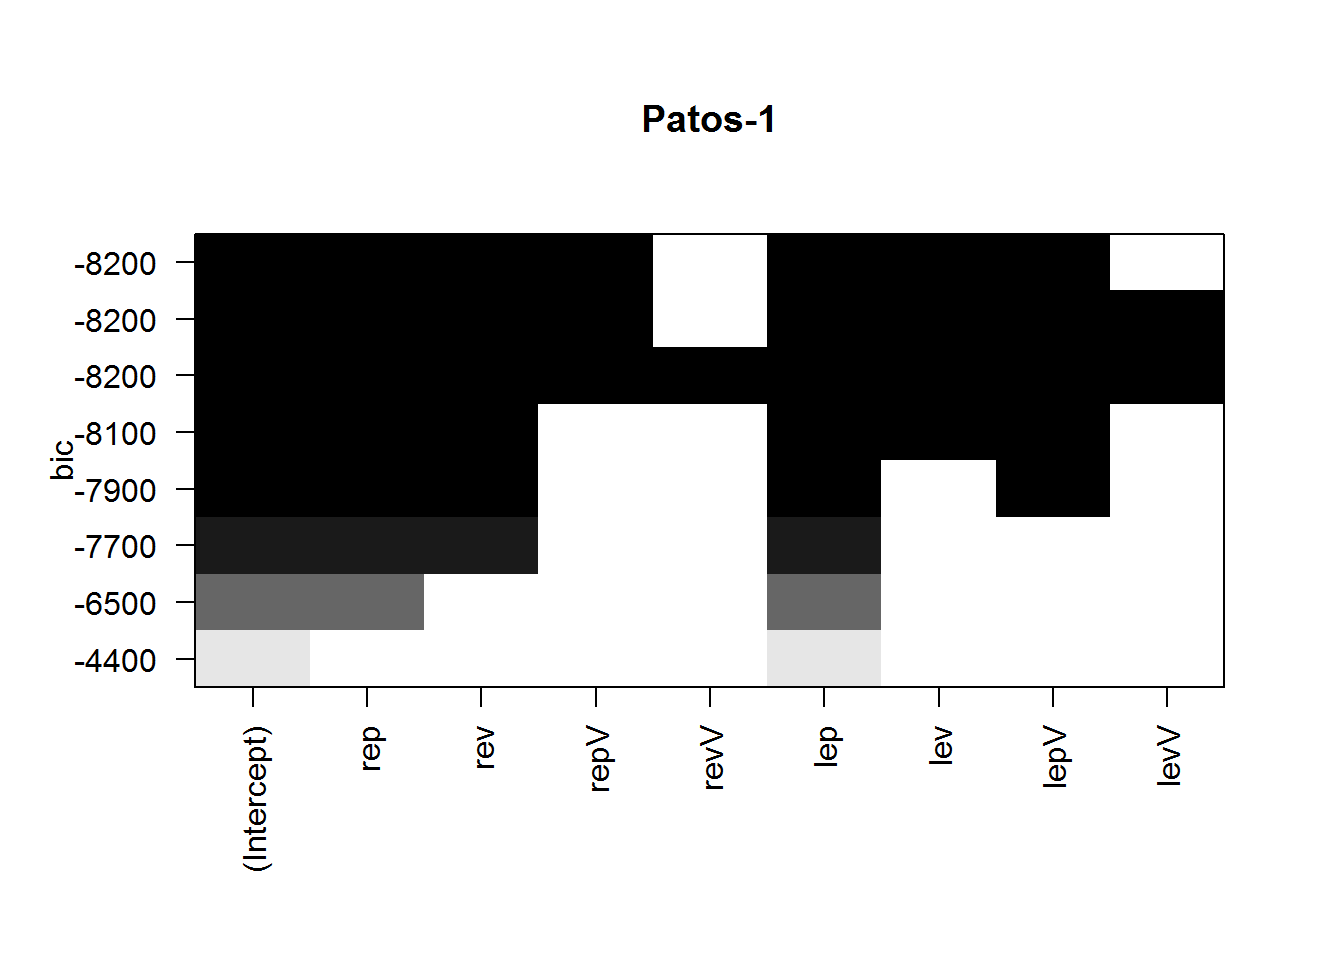 Patos-1
bic
-8200
-8200
-8200
-8100
-7900
-7700
-6500
-4400
(Intercept)
rep
rev
repV
revV
lep
lev
lepV
levV